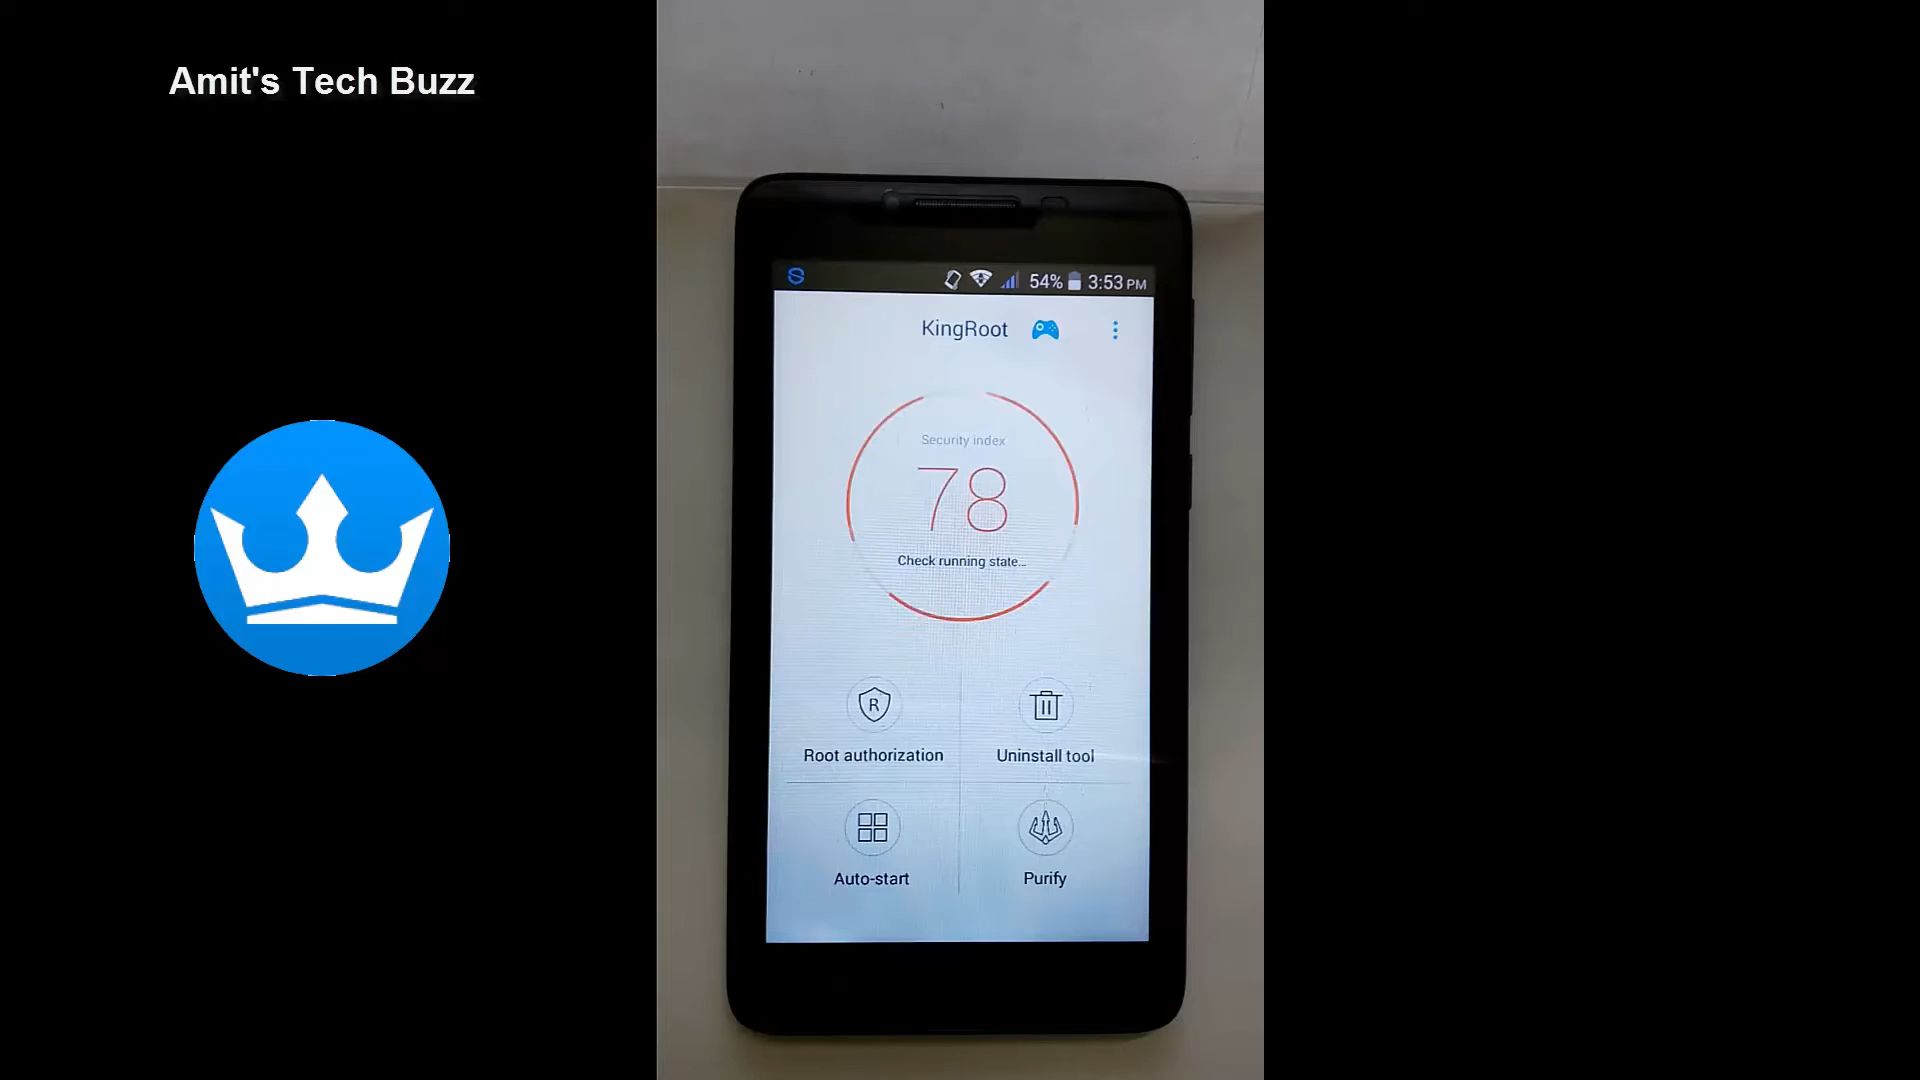 Amit's Tech Buzz
54% 3:53 PM
KingRoot
Security index
78
Check running state...
R
Root authorization
Uninstall tool
Auto-start
Purify